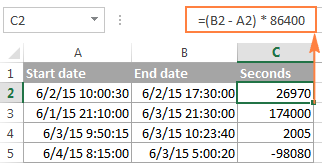 C2 =(B2 - A2) * 86400
A B C
1 Start date End date Seconds
2 6/2/15 10:00:30 6/2/15 17:30:00 26970
3 6/1/15 21:10:00 6/3/15 21:30:00 174000
4 6/3/15 9:50:15 6/3/15 10:23:40 2005
5 6/4/15 8:15:00 6/3/15 5:00:20 -98080